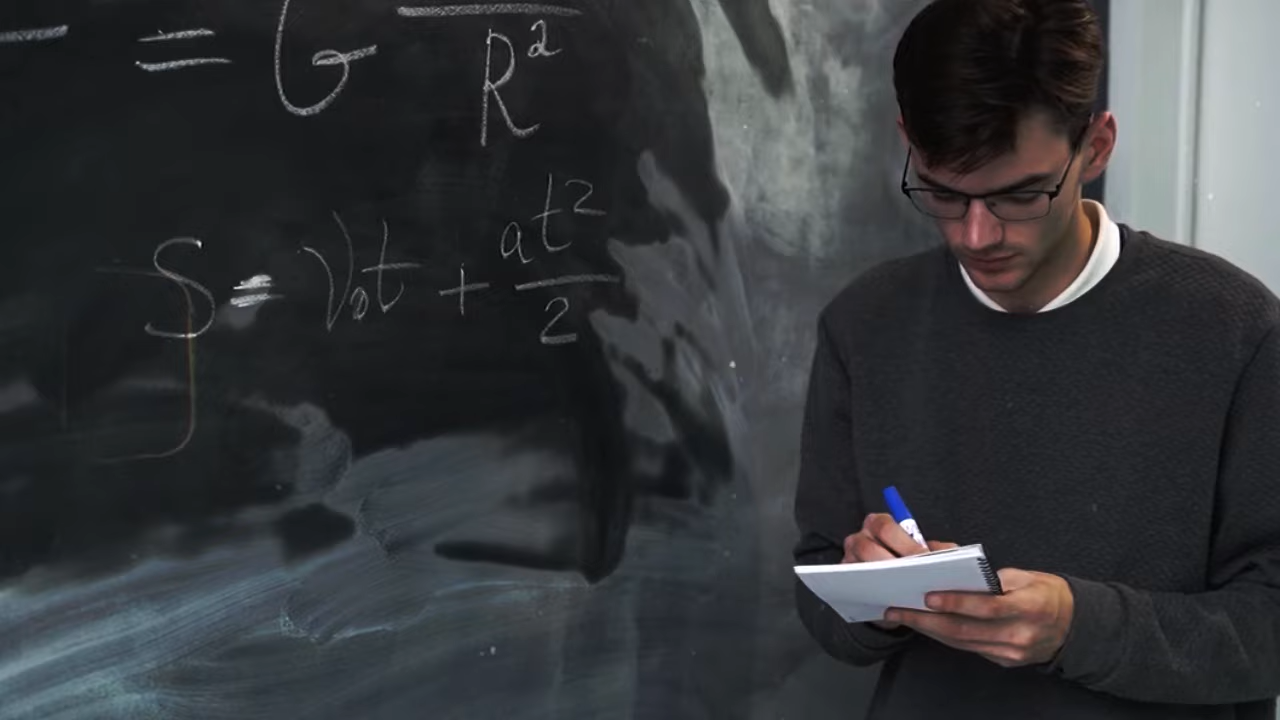 = G / R²
S = V₀t + at²/2